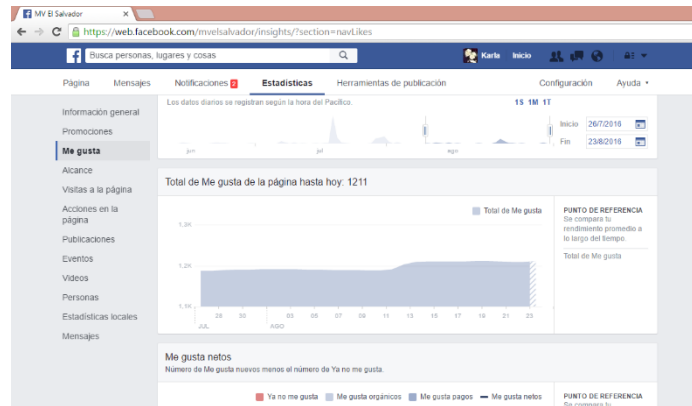 MV El Salvador
https://web.facebook.com/mvelsalvador/insights/?section=navLikes
Busca personas, lugares y cosas
Karla Inicio
Página Mensajes Notificaciones 2 Estadísticas Herramientas de publicación Configuración Ayuda
Información general
Promociones
Me gusta
Alcance
Visitas a la página
Acciones en la
página
Publicaciones
Eventos
Videos
Personas
Estadísticas locales
Mensajes
Los datos diarios se registran según la hora del Pacífico.
1S 1M 1T
Inicio 26/7/2016
Fin 23/8/2016
jun jul ago
Total de Me gusta de la página hasta hoy: 1211
Total de Me gusta
PUNTO DE REFERENCIA
Se compara tu
rendimiento promedio a
lo largo del tiempo.
Total de Me gusta
1.3K
1.2K
1.1K
28 30 03 05 07 09 11 13 15 17 19 21 23
JUL. AGO
Me gusta netos
Número de Me gusta nuevos menos el número de Ya no me gusta.
Ya no me gusta Me gusta orgánicos Me gusta pagos Me gusta netos
PUNTO DE REFERENCIA
Se compara tu